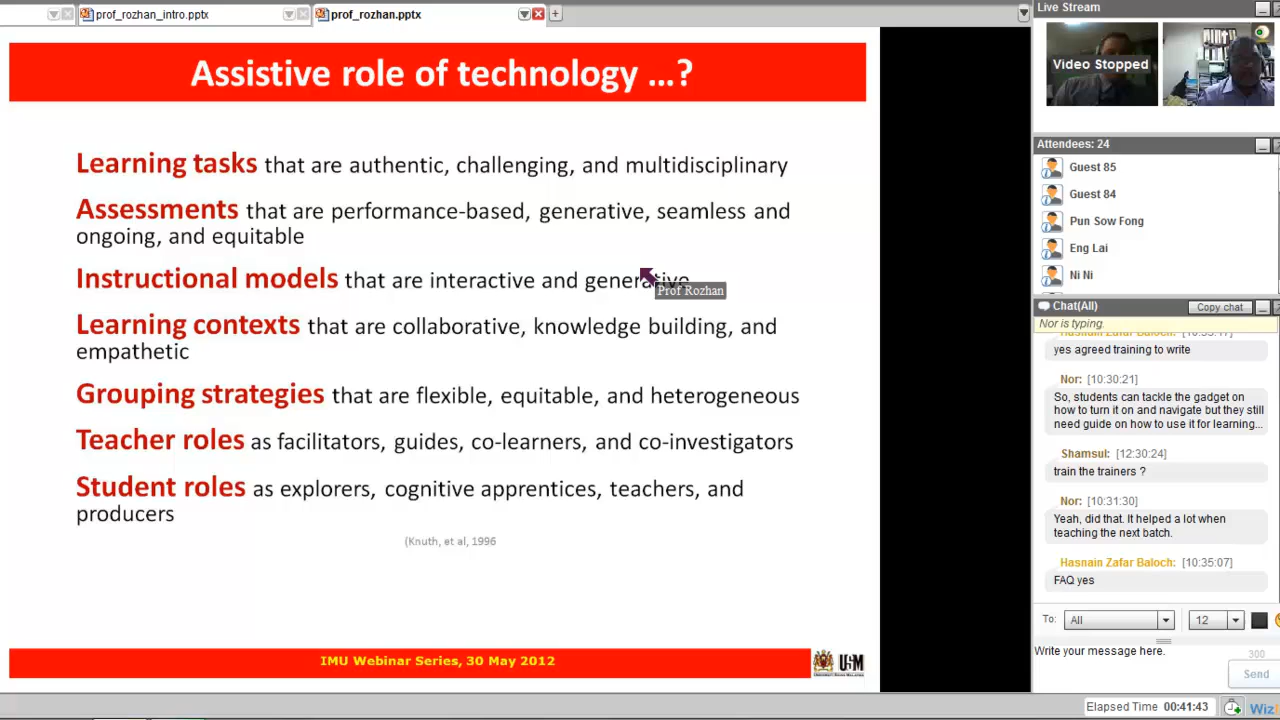 prof_rozhan_intro.pptx
prof_rozhan.pptx
Live Stream
Assistive role of technology ...?
Video Stopped
Learning tasks that are authentic, challenging, and multidisciplinary
Assessments that are performance-based, generative, seamless and
ongoing, and equitable
Instructional models that are interactive and generative
Prof Rozhan
Learning contexts that are collaborative, knowledge building, and
empathetic
Grouping strategies that are flexible, equitable, and heterogeneous
Teacher roles as facilitators, guides, co-learners, and co-investigators
Student roles as explorers, cognitive apprentices, teachers, and
producers
(Knuth, et al, 1996
IMU Webinar Series, 30 May 2012
USM
Attendees: 24
Guest 85
Guest 84
Pun Sow Fong
Eng Lai
Ni Ni
Chat(All)
Copy chat
Nor is typing.
yes agreed training to write
Nor: [10:30:21]
So, students can tackle the gadget on
how to turn it on and navigate but they still
need guide on how to use it for learning...
Shamsul: [12:30:24]
train the trainers ?
Nor: [10:31:30]
Yeah, did that. It helped a lot when
teaching the next batch.
Hasnain Zafar Baloch: [10:35:07]
FAQ yes
To: All 12
Write your message here.
300
Send
Elapsed Time 00:41:43
Wiz